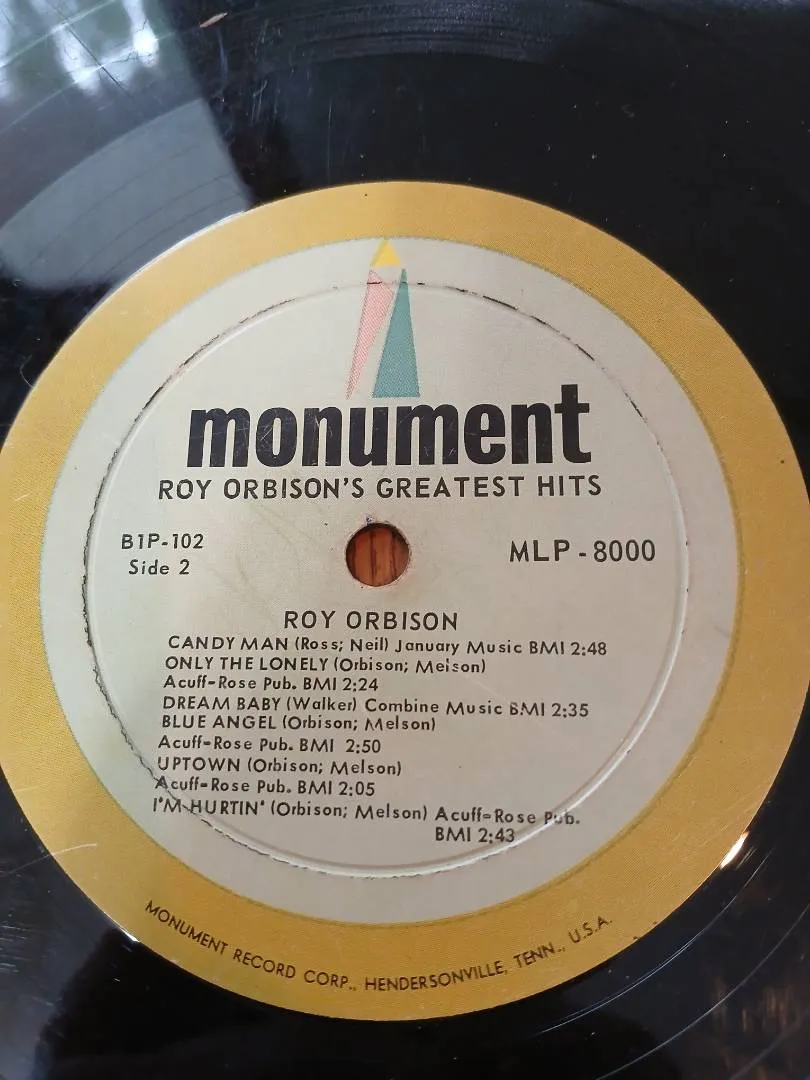 monument
ROY ORBISON'S GREATEST HITS
B1P-102
Side 2
MLP - 8000
ROY ORBISON
CANDY MAN (Ross; Neil) January Music BMI 2:48
ONLY THE LONELY (Orbison; Melson)
Acuff-Rose Pub. BMI 2:24
DREAM BABY (Walker) Combine Music BMI 2:35
BLUE ANGEL (Orbison; Melson)
Acuff-Rose Pub. BMI 2:50
UPTOWN (Orbison; Melson)
Acuff-Rose Pub. BMI 2:05
I'M HURTIN' (Orbison; Melson) Acuff-Rose Pub.
BMI 2:43
MONUMENT RECORD CORP., HENDERSONVILLE, TENN., U.S.A.